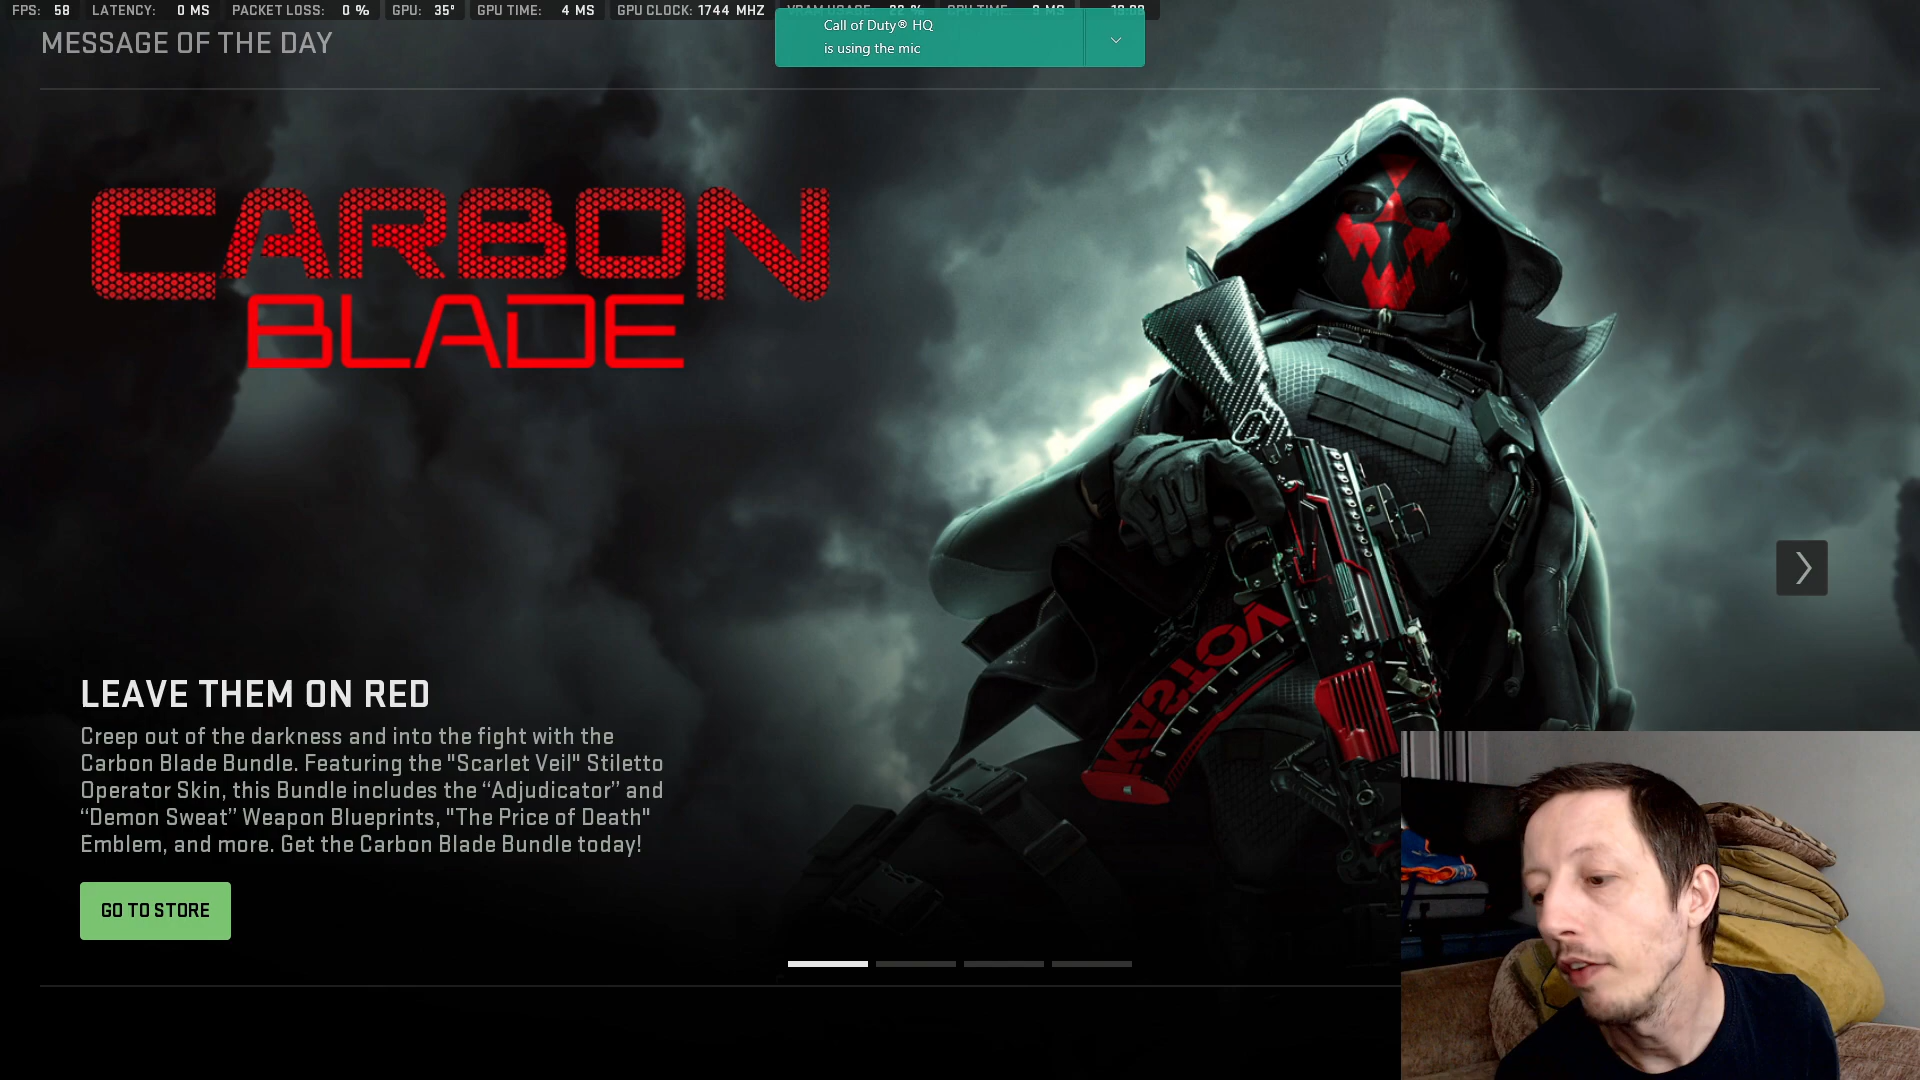 FPS: 58 LATENCY: 0 MS PACKET LOSS: 0 % GPU: 35° GPU TIME: 4 MS GPU CLOCK: 1744 MHZ
Call of Duty® HQ
is using the mic
MESSAGE OF THE DAY
CARBON
BLADE
LEAVE THEM ON RED
Creep out of the darkness and into the fight with the
Carbon Blade Bundle. Featuring the "Scarlet Veil" Stiletto
Operator Skin, this Bundle includes the “Adjudicator” and
“Demon Sweat” Weapon Blueprints, "The Price of Death"
Emblem, and more. Get the Carbon Blade Bundle today!
GO TO STORE